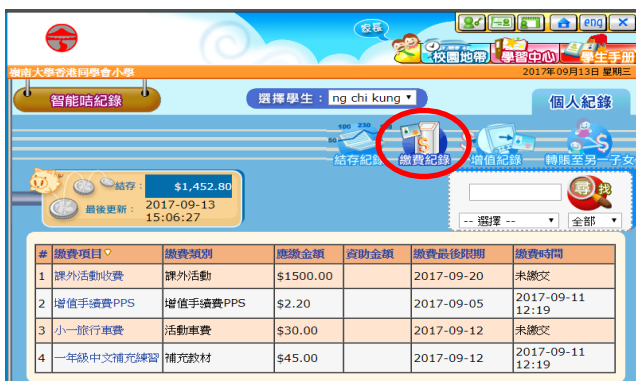 家長
eng X
校園地帶 學習中心 學生手册
嶺南大學香港同學會小學 2017年09月13日 星期三
智能咭紀錄 選擇學生： ng chi kung 個人紀錄
結存紀錄 繳費紀錄 增值紀錄 轉賬至另一子女
結存： $1,452.80
最後更新： 2017-09-13
15:06:27
找
-- 選擇 -- 全部
# 繳費項目 繳費類別 應繳金額 資助金額 繳費最後限期 繳費時間
1 課外活動收費 課外活動 $1500.00 2017-09-20 未繳交
2 增值手續費PPS 增值手續費PPS $2.20 2017-09-05 2017-09-11
12:19
3 小一旅行車費 活動車費 $30.00 2017-09-12 未繳交
4 一年級中文補充練習 補充教材 $45.00 2017-09-12 2017-09-11
12:19